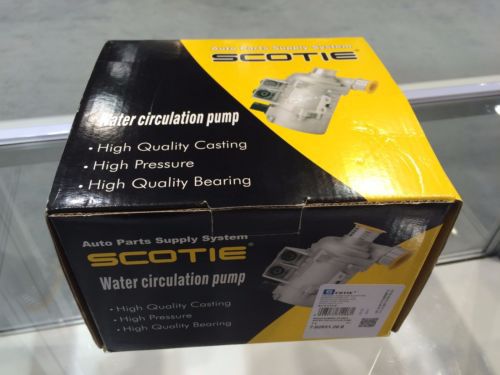 Auto Parts Supply System
SCOTIE
Water circulation pump
• High Quality Casting
• High Pressure
• High Quality Bearing
Auto Parts Supply System
SCOTIE®
Water circulation pump
• High Quality Casting
• High Pressure
• High Quality Bearing